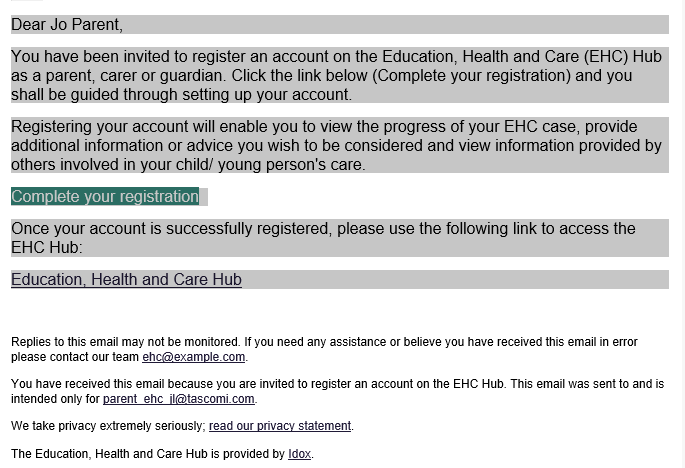 Dear Jo Parent,
You have been invited to register an account on the Education, Health and Care (EHC) Hub
as a parent, carer or guardian. Click the link below (Complete your registration) and you
shall be guided through setting up your account.
Registering your account will enable you to view the progress of your EHC case, provide
additional information or advice you wish to be considered and view information provided by
others involved in your child/ young person's care.
Complete your registration
Once your account is successfully registered, please use the following link to access the
EHC Hub:
Education, Health and Care Hub
Replies to this email may not be monitored. If you need any assistance or believe you have received this email in error
please contact our team ehc@example.com.
You have received this email because you are invited to register an account on the EHC Hub. This email was sent to and is
intended only for parent_ehc_jl@tascomi.com.
We take privacy extremely seriously; read our privacy statement.
The Education, Health and Care Hub is provided by Idox.